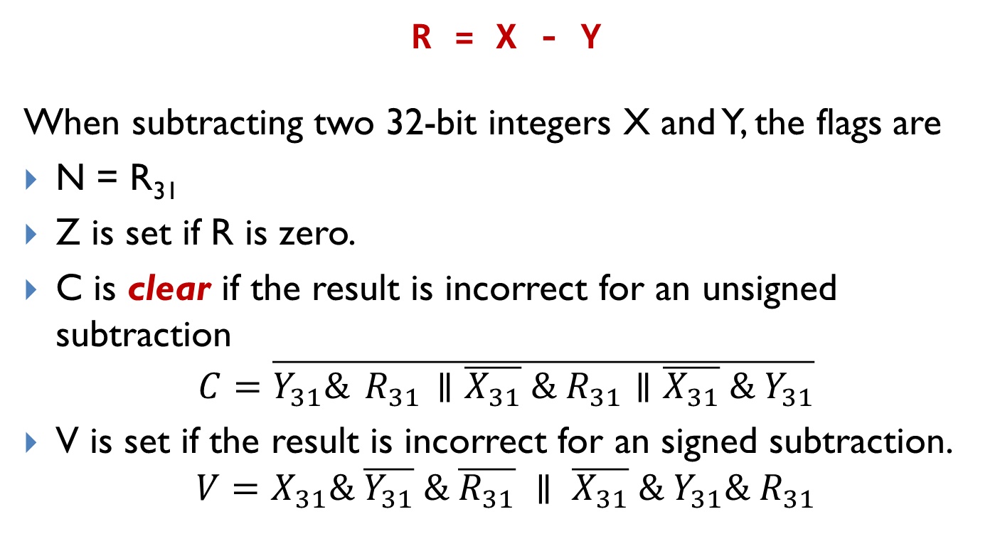 R = X - Y
When subtracting two 32-bit integers X and Y, the flags are
N = R₃₁
Z is set if R is zero.
C is clear if the result is incorrect for an unsigned
subtraction
$C = \overline{Y_{31} \& R_{31} \parallel \overline{X_{31}} \& R_{31} \parallel \overline{X_{31}} \& Y_{31}}$
V is set if the result is incorrect for an signed subtraction.
$V = X_{31} \& \overline{Y_{31}} \& \overline{R_{31}} \parallel \overline{X_{31}} \& Y_{31} \& R_{31}$